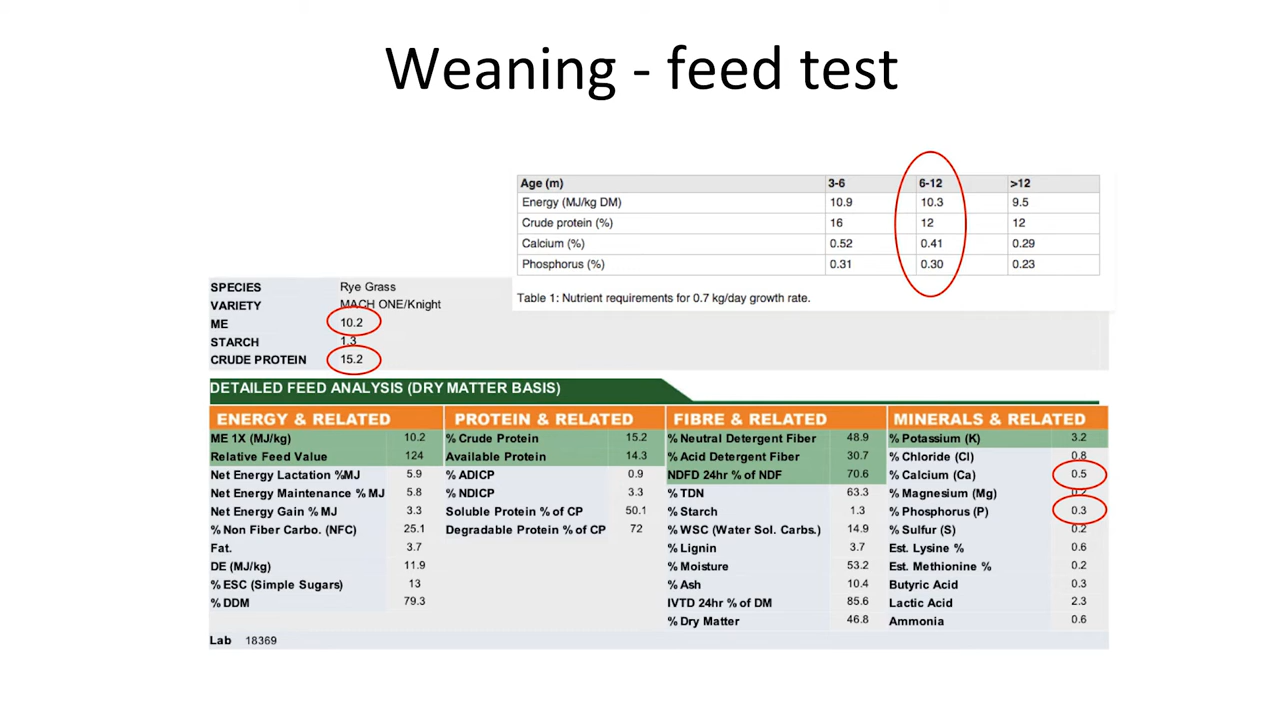 Weaning - feed test
Age (m) 3-6 6-12 >12
Energy (MJ/kg DM) 10.9 10.3 9.5
Crude protein (%) 16 12 12
Calcium (%) 0.52 0.41 0.29
Phosphorus (%) 0.31 0.30 0.23
Table 1: Nutrient requirements for 0.7 kg/day growth rate.
SPECIES Rye Grass
VARIETY MACH ONE/Knight
ME 10.2
STARCH 1.3
CRUDE PROTEIN 15.2
DETAILED FEED ANALYSIS (DRY MATTER BASIS)
ENERGY & RELATED PROTEIN & RELATED FIBRE & RELATED MINERALS & RELATED
ME 1X (MJ/kg) 10.2 % Crude Protein 15.2 % Neutral Detergent Fiber 48.9 % Potassium (K) 3.2
Relative Feed Value 124 Available Protein 14.3 % Acid Detergent Fiber 30.7 % Chloride (Cl) 0.8
Net Energy Lactation %MJ 5.9 % ADICP 0.9 NDFD 24hr % of NDF 70.6 % Calcium (Ca) 0.5
Net Energy Maintenance % MJ 5.8 % NDICP 3.3 % TDN 63.3 % Magnesium (Mg) 0.2
Net Energy Gain % MJ 3.3 Soluble Protein % of CP 50.1 % Starch 1.3 % Phosphorus (P) 0.3
% Non Fiber Carbo. (NFC) 25.1 Degradable Protein % of CP 72 % WSC (Water Sol. Carbs.) 14.9 % Sulfur (S) 0.2
Fat. 3.7 % Lignin 3.7 Est. Lysine % 0.6
DE (MJ/kg) 11.9 % Moisture 53.2 Est. Methionine % 0.2
% ESC (Simple Sugars) 13 % Ash 10.4 Butyric Acid 0.3
% DDM 79.3 IVTD 24hr % of DM 85.6 Lactic Acid 2.3
% Dry Matter 46.8 Ammonia 0.6
Lab 18369